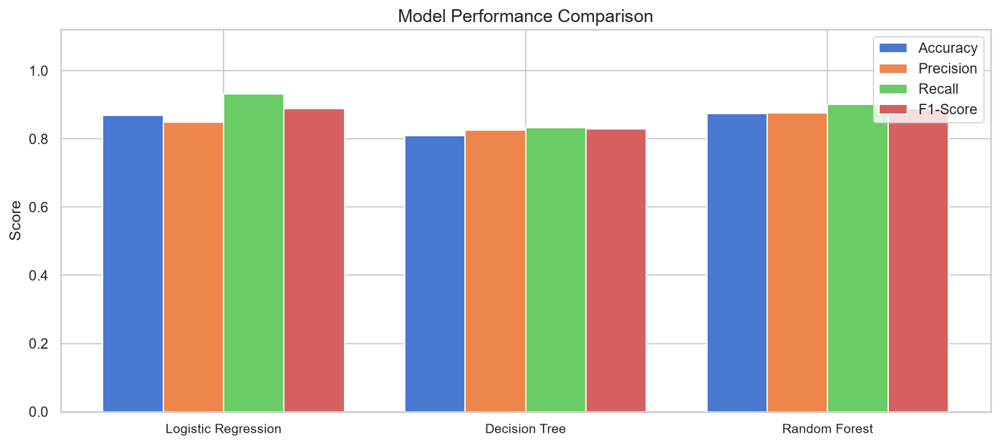 Model Performance Comparison
Accuracy
Precision
Recall
F1-Score
Score
1.0
0.8
0.6
0.4
0.2
0.0
Logistic Regression
Decision Tree
Random Forest